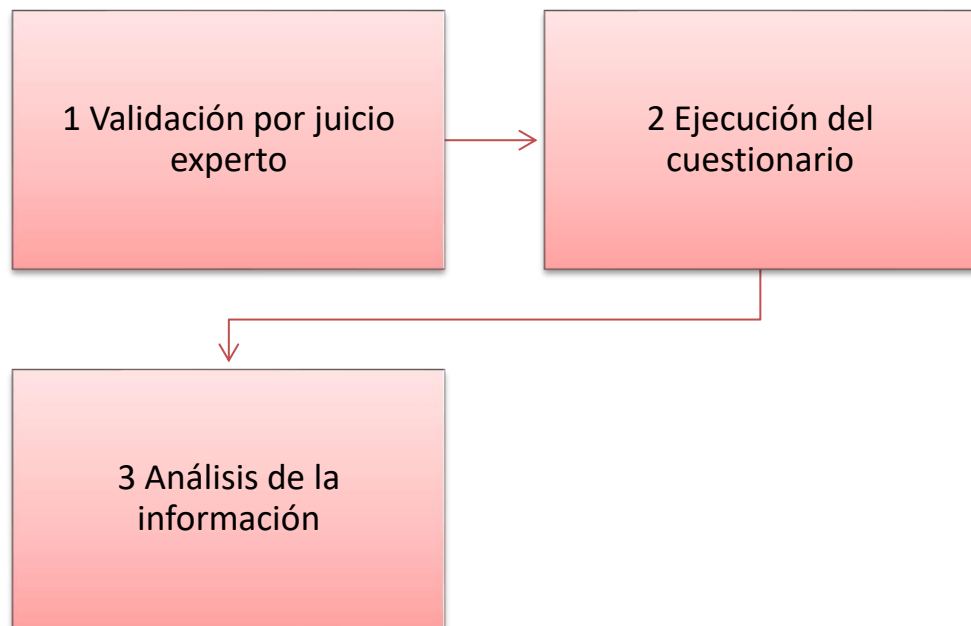 1 Validación por juicio
experto
2 Ejecución del
cuestionario
3 Análisis de la
información